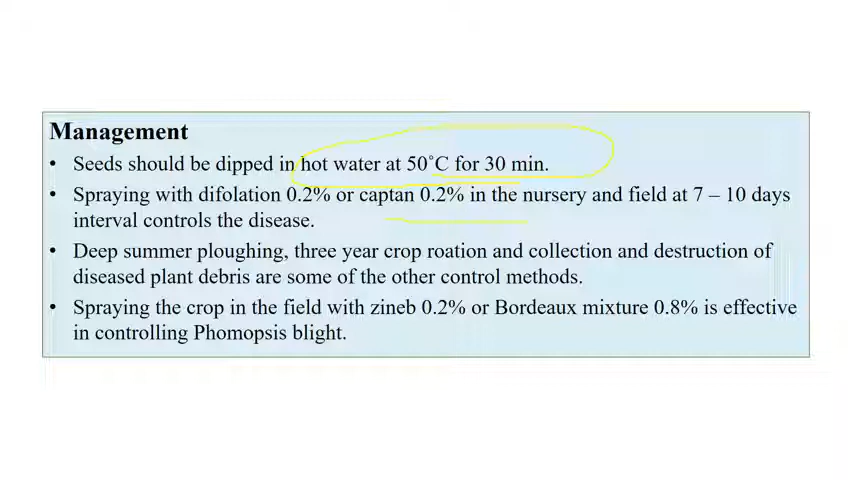 Management
• Seeds should be dipped in hot water at 50˚C for 30 min.
• Spraying with difolation 0.2% or captan 0.2% in the nursery and field at 7 – 10 days
interval controls the disease.
• Deep summer ploughing, three year crop roation and collection and destruction of
diseased plant debris are some of the other control methods.
• Spraying the crop in the field with zineb 0.2% or Bordeaux mixture 0.8% is effective
in controlling Phomopsis blight.